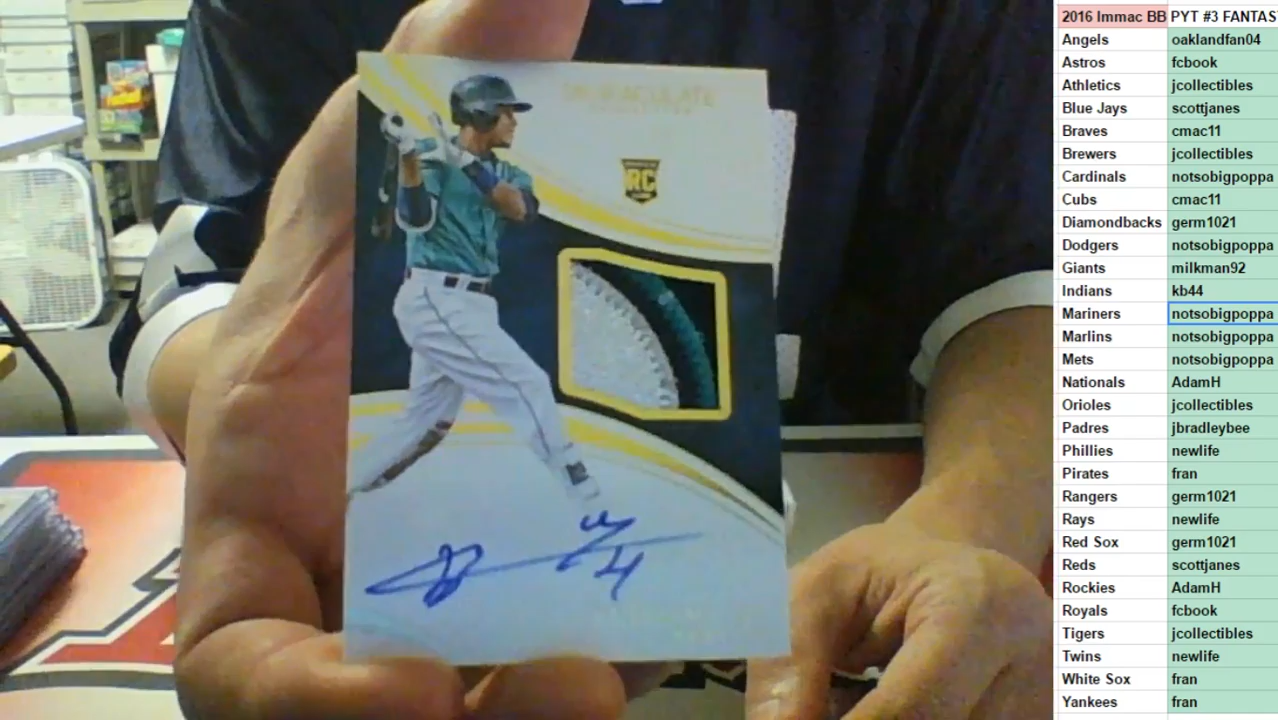 IMMACULATE
RC
2016 Immac BB PYT #3 FANTAS
Angels oaklandfan04
Astros fcbook
Athletics jcollectibles
Blue Jays scottjanes
Braves cmac11
Brewers jcollectibles
Cardinals notsobigpoppa
Cubs cmac11
Diamondbacks germ1021
Dodgers notsobigpoppa
Giants milkman92
Indians kb44
Mariners notsobigpoppa
Marlins notsobigpoppa
Mets notsobigpoppa
Nationals AdamH
Orioles jcollectibles
Padres jbradleybee
Phillies newlife
Pirates fran
Rangers germ1021
Rays newlife
Red Sox germ1021
Reds scottjanes
Rockies AdamH
Royals fcbook
Tigers jcollectibles
Twins newlife
White Sox fran
Yankees fran